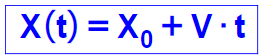 X(t) = X₀ + V · t